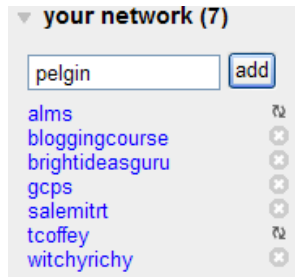 your network (7)
pelgin add
alms
bloggingcourse
brightideasguru
gcps
salemitrt
tcoffey
witchyrichy